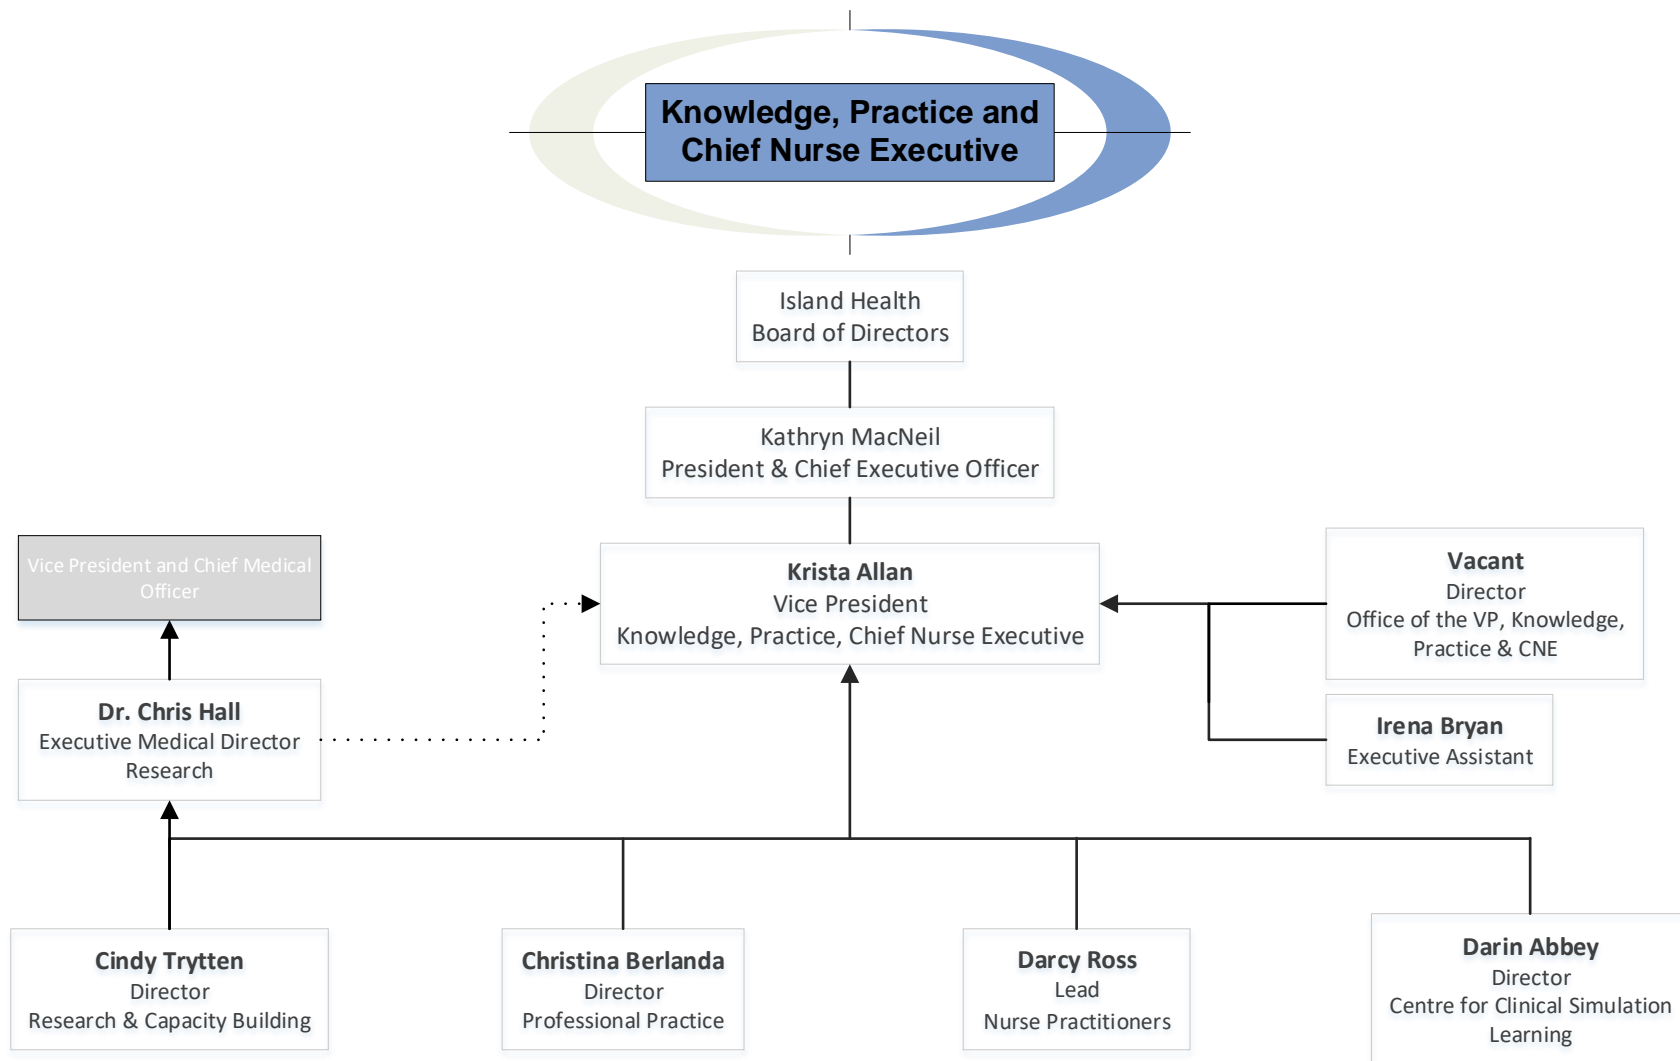 Knowledge, Practice and
Chief Nurse Executive
Island Health
Board of Directors
Kathryn MacNeil
President & Chief Executive Officer
Vice President and Chief Medical
Officer
Krista Allan
Vice President
Knowledge, Practice, Chief Nurse Executive
Vacant
Director
Office of the VP, Knowledge,
Practice & CNE
Dr. Chris Hall
Executive Medical Director
Research
Irena Bryan
Executive Assistant
Cindy Trytten
Director
Research & Capacity Building
Christina Berlanda
Director
Professional Practice
Darcy Ross
Lead
Nurse Practitioners
Darin Abbey
Director
Centre for Clinical Simulation
Learning